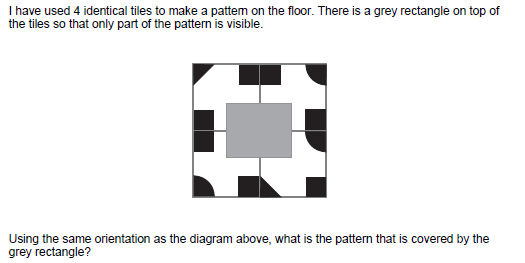 I have used 4 identical tiles to make a pattern on the floor. There is a grey rectangle on top of
the tiles so that only part of the pattern is visible.
Using the same orientation as the diagram above, what is the pattern that is covered by the
grey rectangle?